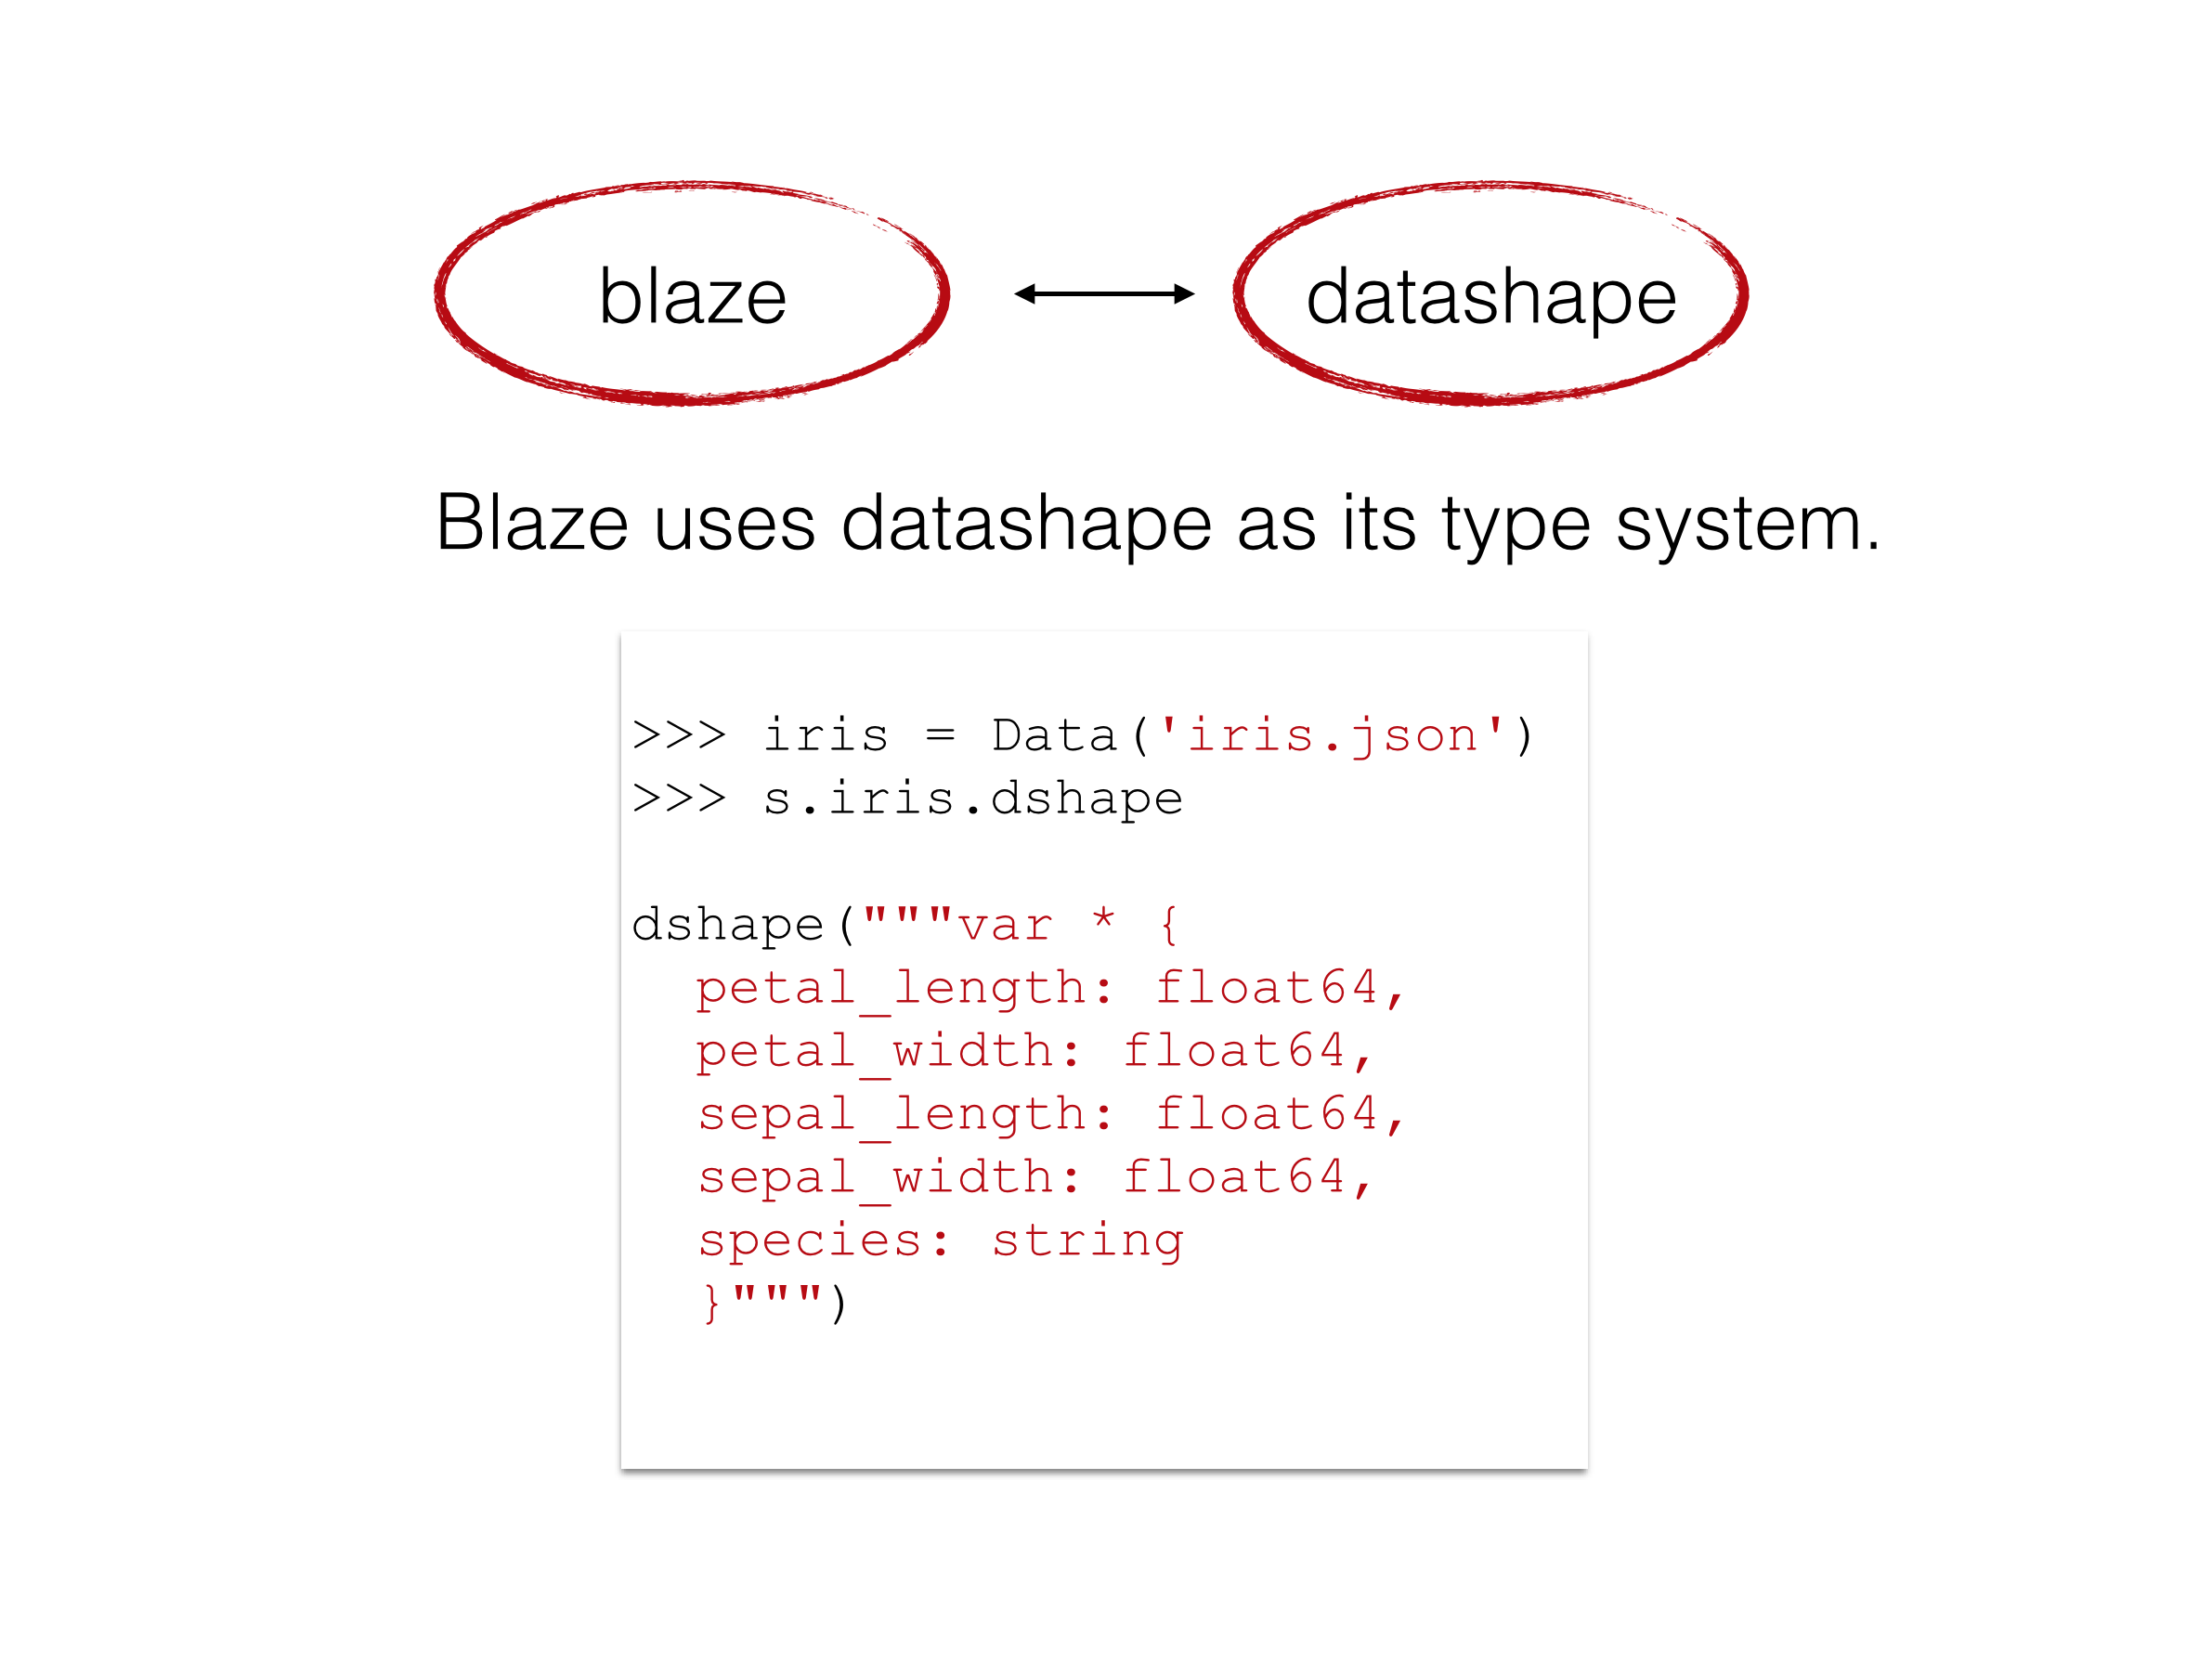 blaze
datashape
Blaze uses datashape as its type system.
>>> iris = Data('iris.json')
>>> s.iris.dshape
dshape("""var * {
  petal_length: float64,
  petal_width: float64,
  sepal_length: float64,
  sepal_width: float64,
  species: string
  }""")